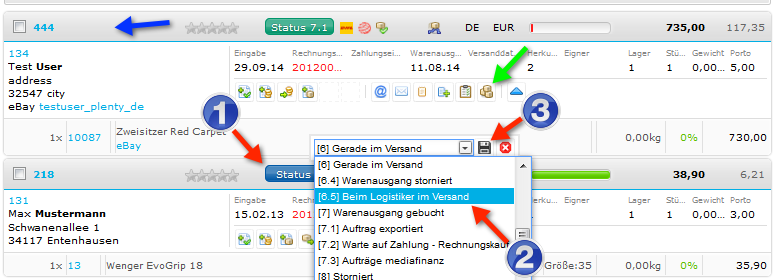 444 Status 7.1 DE EUR 735,00 117,35
134 Eingabe Rechnungs... Zahlungsei... Warenausg... Versanddat... Herku... Eigner Lager Stü... Gewicht Porto
Test User 29.09.14 201200... 11.08.14 2 1 1 0,00... 5,00
address
32547 city
eBay testuser_plenty_de
1
1x 10087 Zweisitzer Red Carpet 0,00kg 0% 730,00
eBay
3
[6] Gerade im Versand
218 Status 38,90 6,21
[6] Gerade im Versand
[6.4] Warenausgang storniert
[6.5] Beim Logistiker im Versand
[7] Warenausgang gebucht
[7.1] Auftrag exportiert
[7.2] Warte auf Zahlung - Rechnungskauf
[7.3] Aufträge mediafinanz
[8] Storniert
2
131 Eingabe Lager Stü... Gewicht Porto
Max Mustermann 15.02.13 1 1 0,00... 3,00
Schwanenallee 1
34117 Entenhausen
1x 13 Wenger EvoGrip 18 Größe:35 0% 35,90